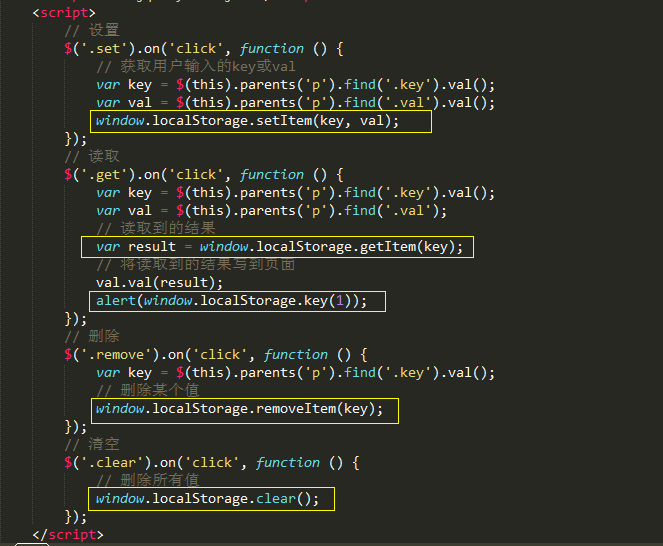 <script>
// 设置
$('.set').on('click', function () {
// 获取用户输入的key或val
var key = $(this).parents('p').find('.key').val();
var val = $(this).parents('p').find('.val').val();
window.localStorage.setItem(key, val);
});
// 读取
$('.get').on('click', function () {
var key = $(this).parents('p').find('.key').val();
var val = $(this).parents('p').find('.val');
// 读取到的结果
var result = window.localStorage.getItem(key);
// 将读取到的结果写到页面
val.val(result);
alert(window.localStorage.key(1));
});
// 删除
$('.remove').on('click', function () {
var key = $(this).parents('p').find('.key').val();
// 删除某个值
window.localStorage.removeItem(key);
});
// 清空
$('.clear').on('click', function () {
// 删除所有值
window.localStorage.clear();
});
</script>